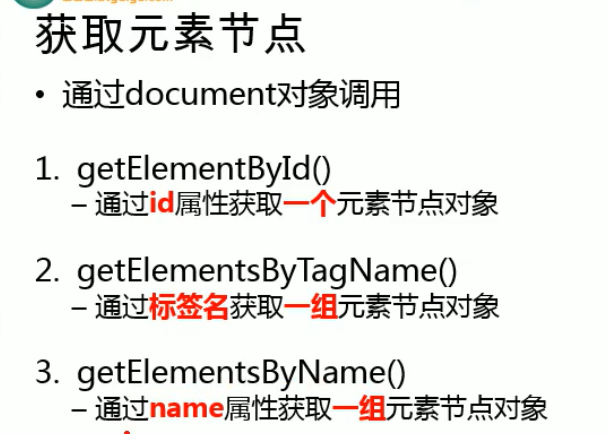 获取元素节点
• 通过document对象调用
1. getElementById()
– 通过id属性获取一个元素节点对象
2. getElementsByTagName()
– 通过标签名获取一组元素节点对象
3. getElementsByName()
– 通过name属性获取一组元素节点对象